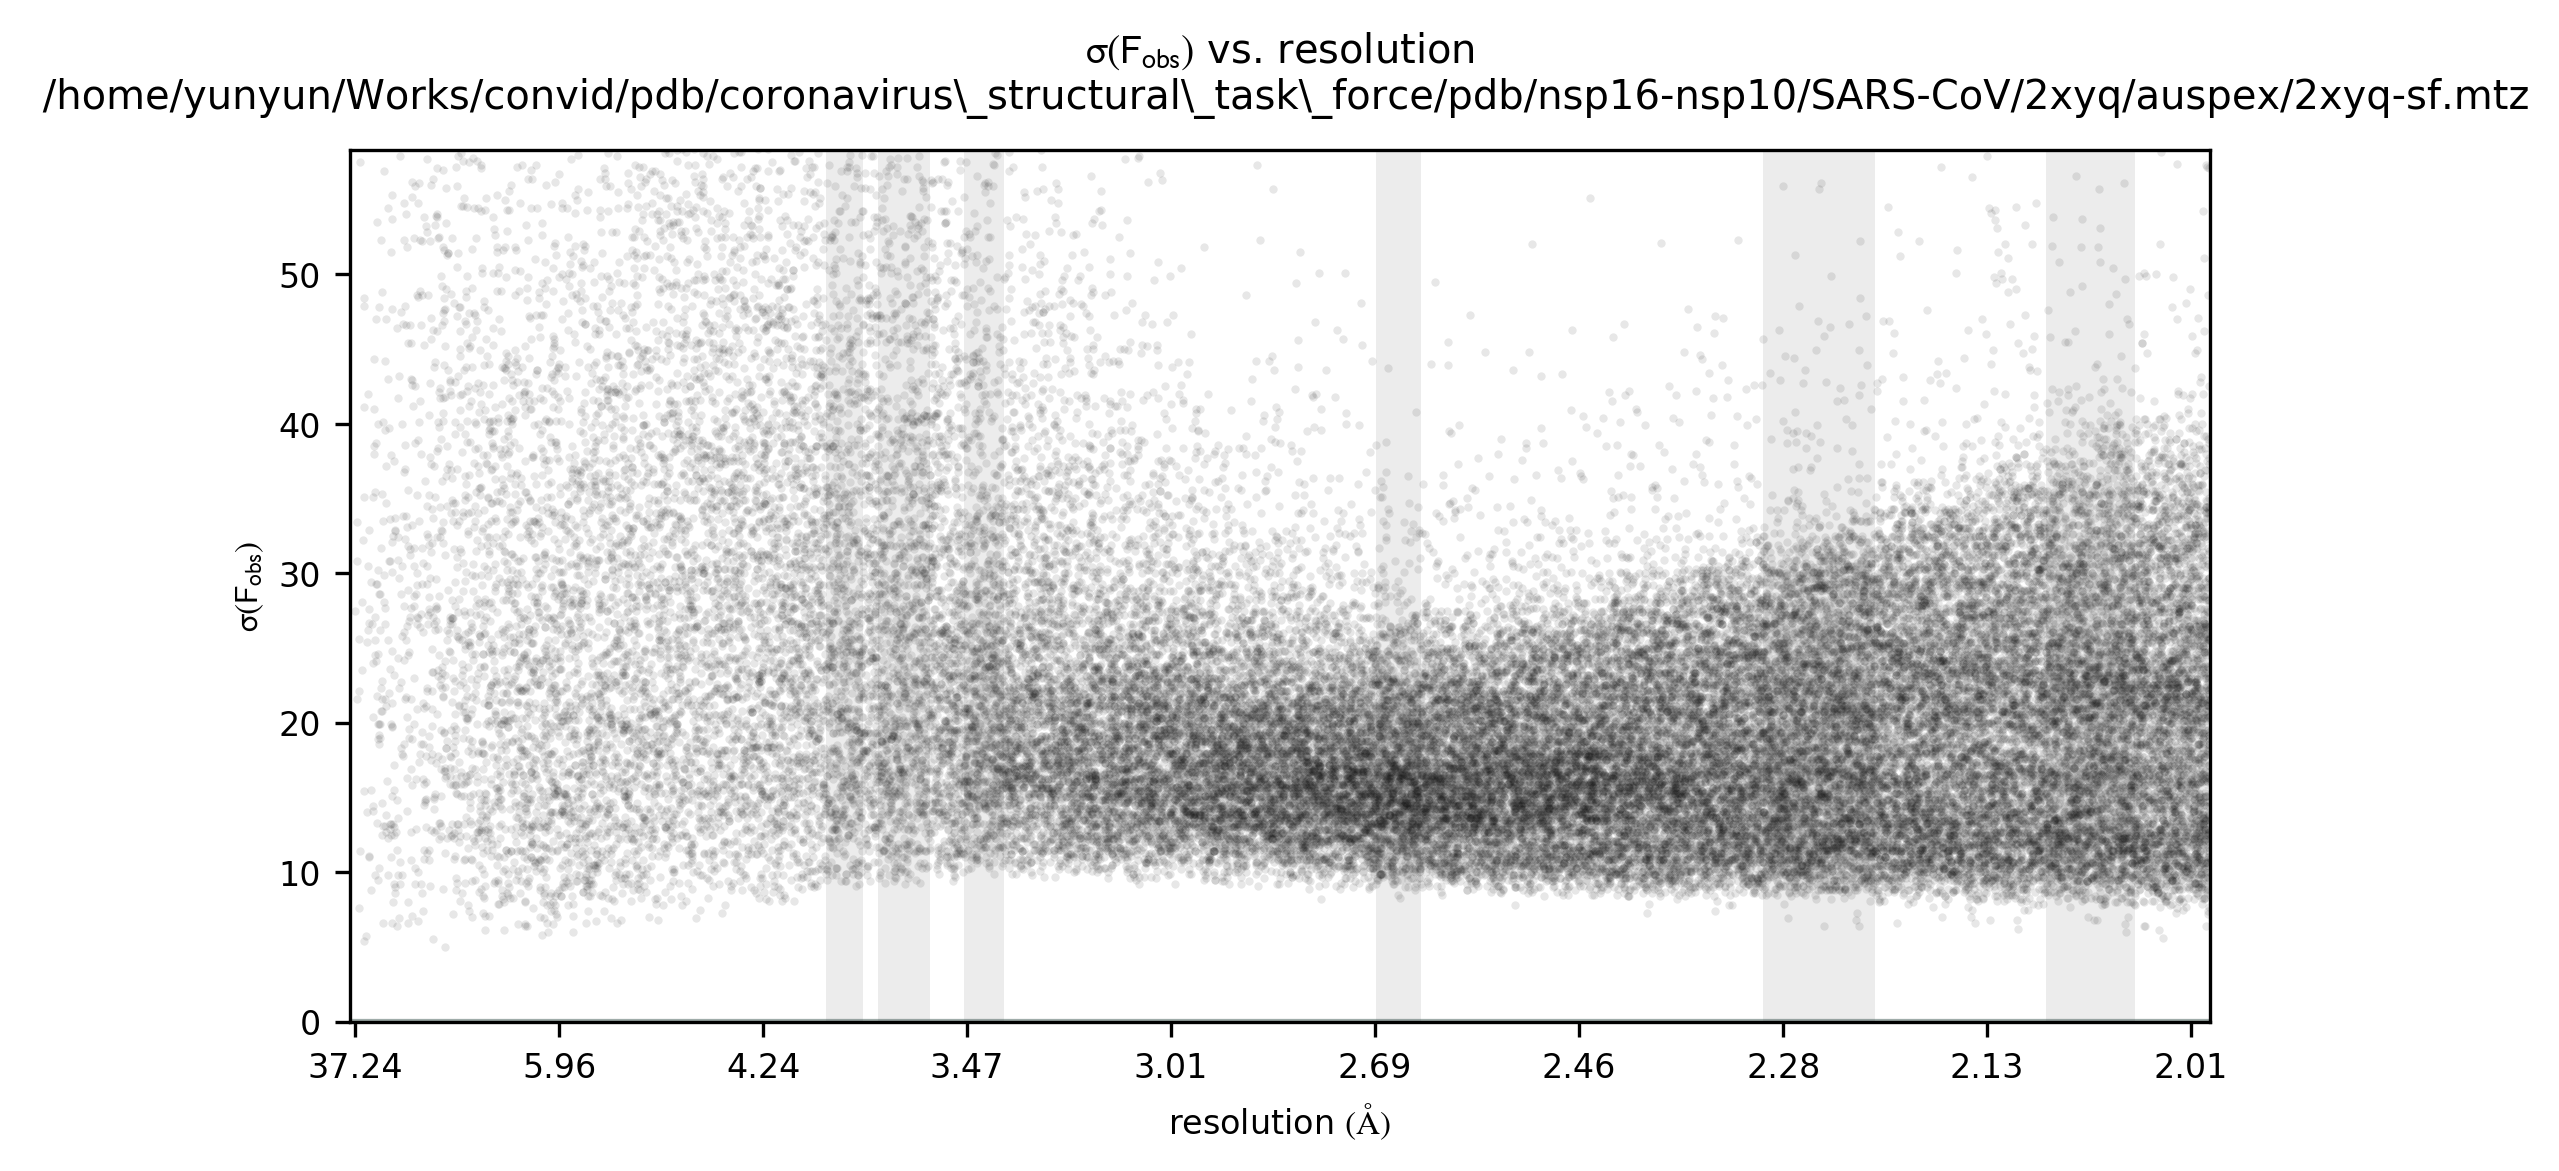 σ(Fobs) vs. resolution
/home/yunyun/Works/convid/pdb/coronavirus\_structural\_task\_force/pdb/nsp16-nsp10/SARS-CoV/2xyq/auspex/2xyq-sf.mtz
50
40
30
20
10
0
σ(Fobs)
37.24 5.96 4.24 3.47 3.01 2.69 2.46 2.28 2.13 2.01
resolution (Å)